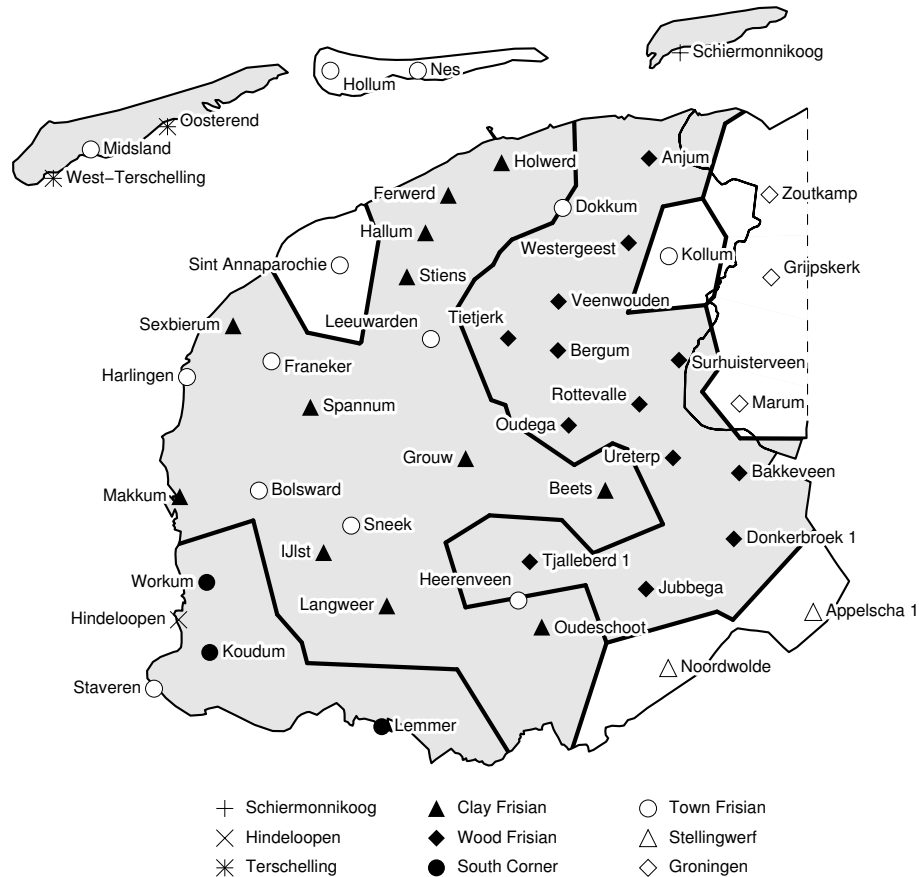 Schiermonnikoog
Hollum
Nes
Oosterend
Midsland
West–Terschelling
Holwerd
Anjum
Ferwerd
Zoutkamp
Dokkum
Hallum
Westergeest
Kollum
Sint Annaparochie
Stiens
Grijpskerk
Veenwouden
Sexbierum
Leeuwarden
Tietjerk
Bergum
Surhuisterveen
Franeker
Harlingen
Spannum
Rottevalle
Marum
Oudega
Grouw
Ureterp
Bakkeveen
Makkum
Bolsward
Beets
Sneek
Donkerbroek 1
IJlst
Tjalleberd 1
Workum
Heerenveen
Jubbega
Langweer
Appelscha 1
Hindeloopen
Oudeschoot
Koudum
Noordwolde
Staveren
Lemmer
Schiermonnikoog
Hindeloopen
Terschelling
Clay Frisian
Wood Frisian
South Corner
Town Frisian
Stellingwerf
Groningen